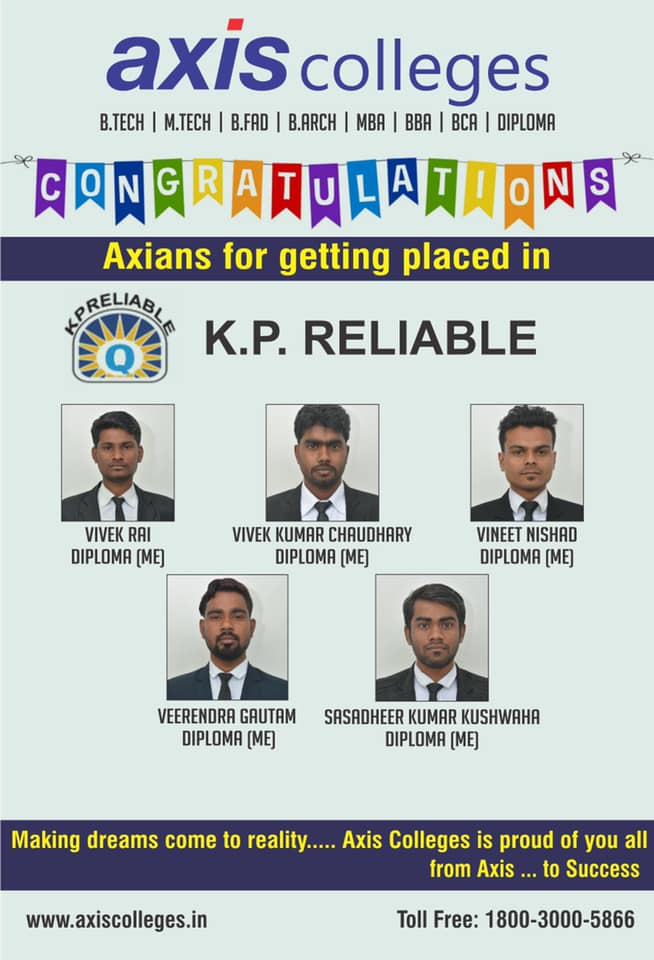 axis colleges
B.TECH | M.TECH | B.FAD | B.ARCH | MBA | BBA | BCA | DIPLOMA
CONGRATULATIONS
Axians for getting placed in
KPRELIABLE
Q
K.P. RELIABLE
VIVEK RAI
DIPLOMA (ME)
VIVEK KUMAR CHAUDHARY
DIPLOMA (ME)
VINEET NISHAD
DIPLOMA (ME)
VEERENDRA GAUTAM
DIPLOMA (ME)
SASADHEER KUMAR KUSHWAHA
DIPLOMA (ME)
Making dreams come to reality..... Axis Colleges is proud of you all
from Axis ... to Success
www.axiscolleges.in
Toll Free: 1800-3000-5866